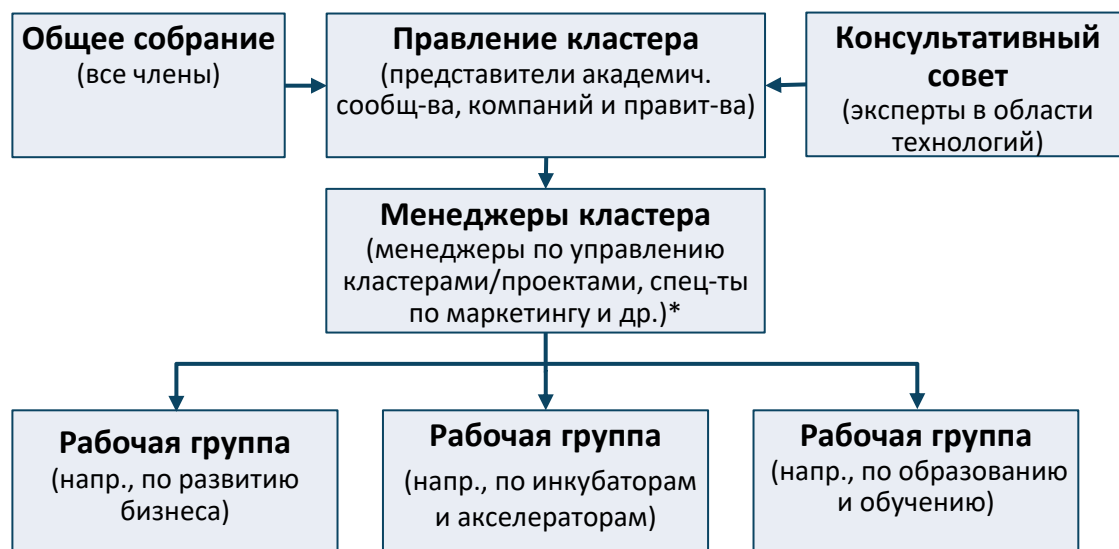 Общее собрание
(все члены)
Правление кластера
(представители академич.
сообщ-ва, компаний и правит-ва)
Консультативный
совет
(эксперты в области
технологий)
Менеджеры кластера
(менеджеры по управлению
кластерами/проектами, спец-ты
по маркетингу и др.)*
Рабочая группа
(напр., по развитию
бизнеса)
Рабочая группа
(напр., по инкубаторам
и акселераторам)
Рабочая группа
(напр., по образованию
и обучению)